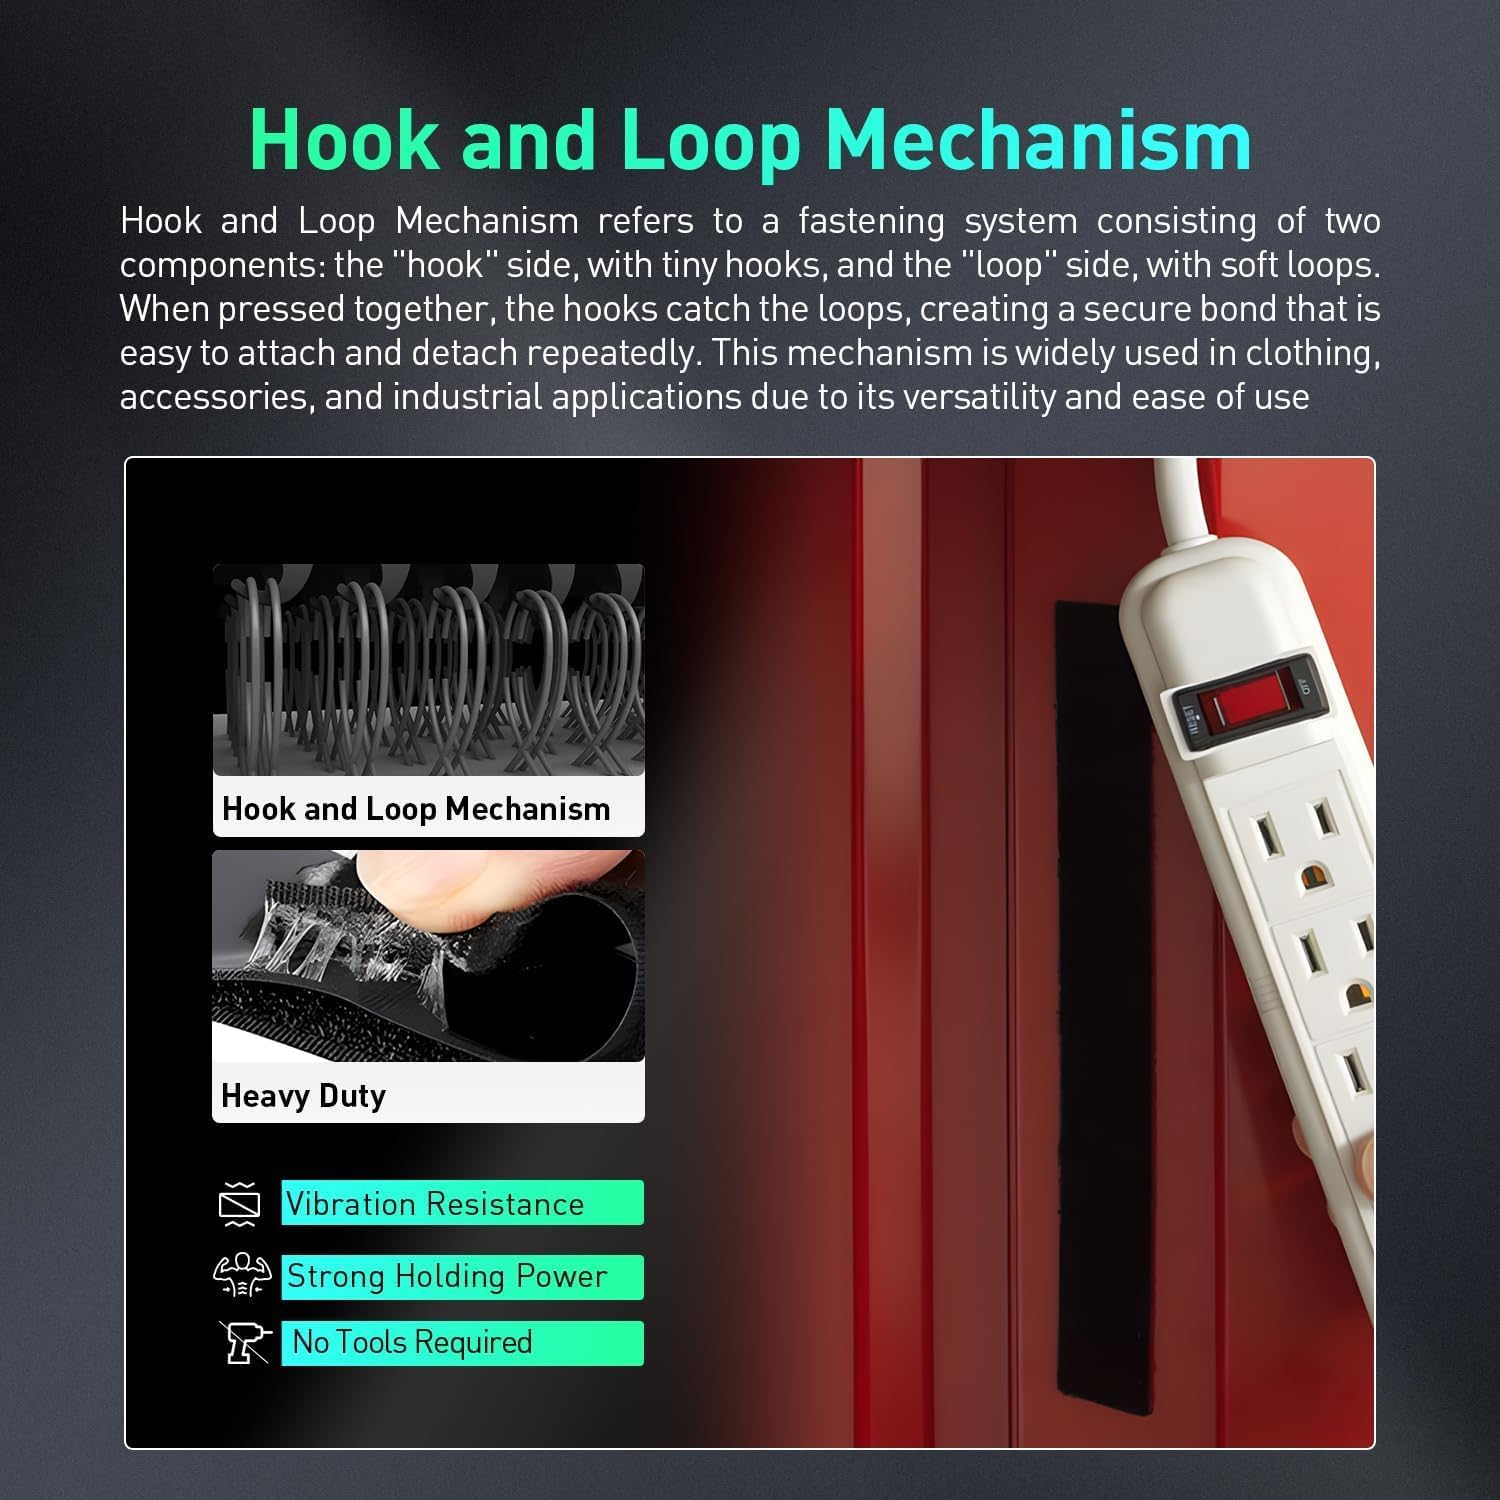 Hook and Loop Mechanism
Hook and Loop Mechanism refers to a fastening system consisting of two
components: the "hook" side, with tiny hooks, and the "loop" side, with soft loops.
When pressed together, the hooks catch the loops, creating a secure bond that is
easy to attach and detach repeatedly. This mechanism is widely used in clothing,
accessories, and industrial applications due to its versatility and ease of use
Hook and Loop Mechanism
Heavy Duty
Vibration Resistance
Strong Holding Power
No Tools Required